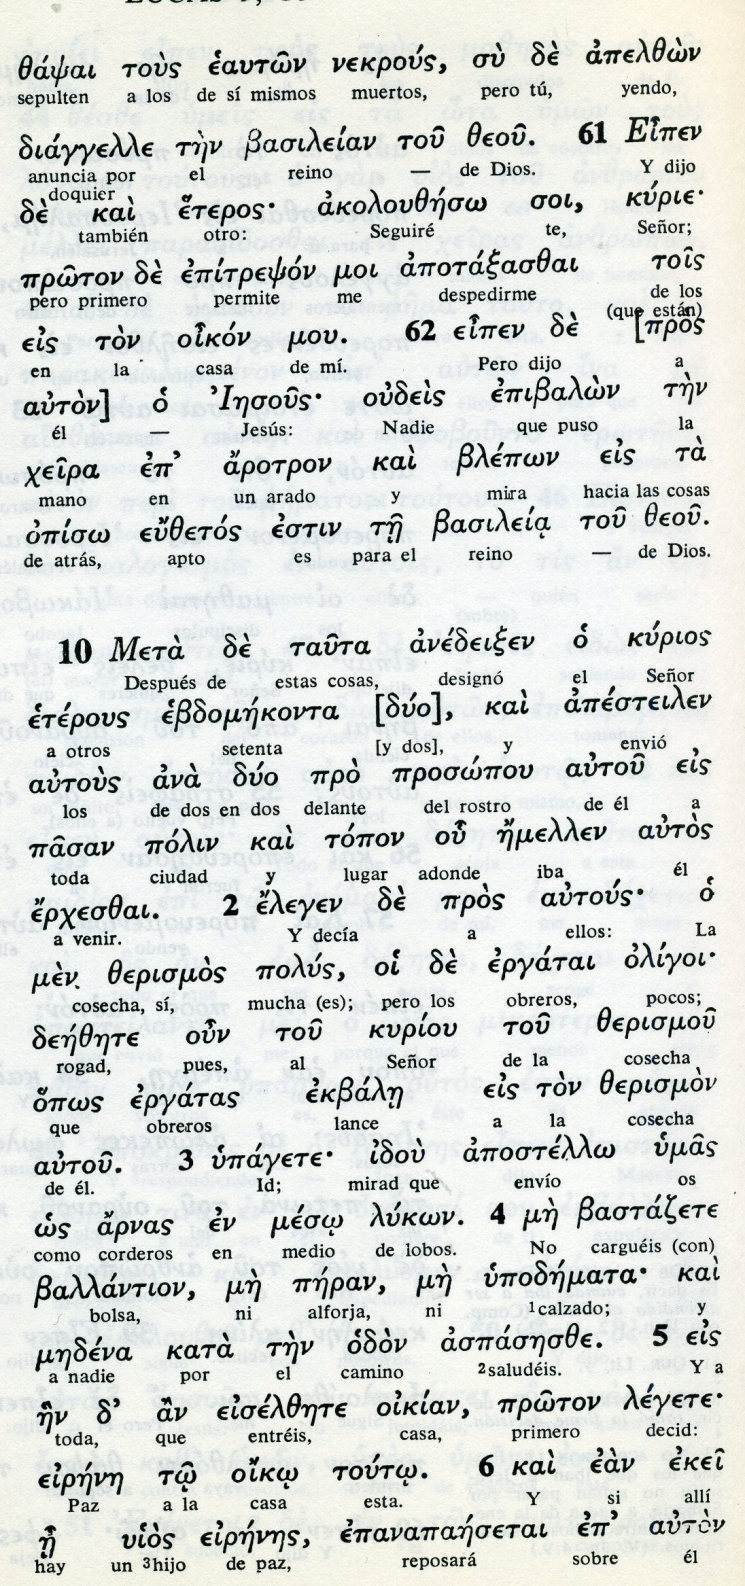 θάψαι τοὺς ἑαυτῶν νεκρούς, σὺ δὲ ἀπελθὼν
sepulten a los de sí mismos muertos, pero tú, yendo,
διάγγελλε τὴν βασιλείαν τοῦ θεοῦ. 61 Εἶπεν
anuncia por el reino de Dios. Y dijo
doquier
δὲ καὶ ἕτερος· ἀκολουθήσω σοι, κύριε·
también otro: Seguiré te, Señor;
πρῶτον δὲ ἐπίτρεψόν μοι ἀποτάξασθαι τοῖς
pero primero permite me despedirme de los
(que están)
εἰς τὸν οἶκόν μου. 62 εἶπεν δὲ [πρὸς
en la casa de mí. Pero dijo a
αὐτὸν] ὁ Ἰησοῦς· οὐδεὶς ἐπιβαλὼν τὴν
él — Jesús: Nadie que puso la
χεῖρα ἐπ' ἄροτρον καὶ βλέπων εἰς τὰ
mano en un arado y mira hacia las cosas
ὀπίσω εὔθετός ἐστιν τῇ βασιλείᾳ τοῦ θεοῦ.
de atrás, apto es para el reino — de Dios.
10 Μετὰ δὲ ταῦτα ἀνέδειξεν ὁ κύριος
Después de estas cosas, designó el Señor
ἑτέρους ἑβδομήκοντα [δύο], καὶ ἀπέστειλεν
a otros setenta [y dos], y envió
αὐτοὺς ἀνὰ δύο πρὸ προσώπου αὐτοῦ εἰς
los de dos en dos delante del rostro de él a
πᾶσαν πόλιν καὶ τόπον οὗ ἤμελλεν αὐτὸς
toda ciudad y lugar adonde iba él
ἔρχεσθαι. 2 ἔλεγεν δὲ πρὸς αὐτούς· ὁ
a venir. Y decía a ellos: La
μὲν θερισμὸς πολύς, οἱ δὲ ἐργάται ὀλίγοι·
cosecha, sí, mucha (es); pero los obreros, pocos;
δεήθητε οὖν τοῦ κυρίου τοῦ θερισμοῦ
rogad, pues, al Señor de la cosecha
ὅπως ἐργάτας ἐκβάλῃ εἰς τὸν θερισμὸν
que obreros lance a la cosecha
αὐτοῦ. 3 ὑπάγετε· ἰδοὺ ἀποστέλλω ὑμᾶς
de él. Id; mirad que envío os
ὡς ἄρνας ἐν μέσῳ λύκων. 4 μὴ βαστάζετε
como corderos en medio de lobos. No carguéis (con)
βαλλάντιον, μὴ πήραν, μὴ ὑποδήματα· καὶ
bolsa, ni alforja, ni 1calzado; y
μηδένα κατὰ τὴν ὁδὸν ἀσπάσησθε. 5 εἰς
a nadie por el camino 2saludéis. Y a
ἣν δ' ἂν εἰσέλθητε οἰκίαν, πρῶτον λέγετε·
toda, que entréis, casa, primero decid:
εἰρήνη τῷ οἴκῳ τούτῳ. 6 καὶ ἐὰν ἐκεῖ
Paz a la casa esta. Y si allí
ᾖ υἱὸς εἰρήνης, ἐπαναπαήσεται ἐπ' αὐτὸν
hay un 3hijo de paz, reposará sobre él